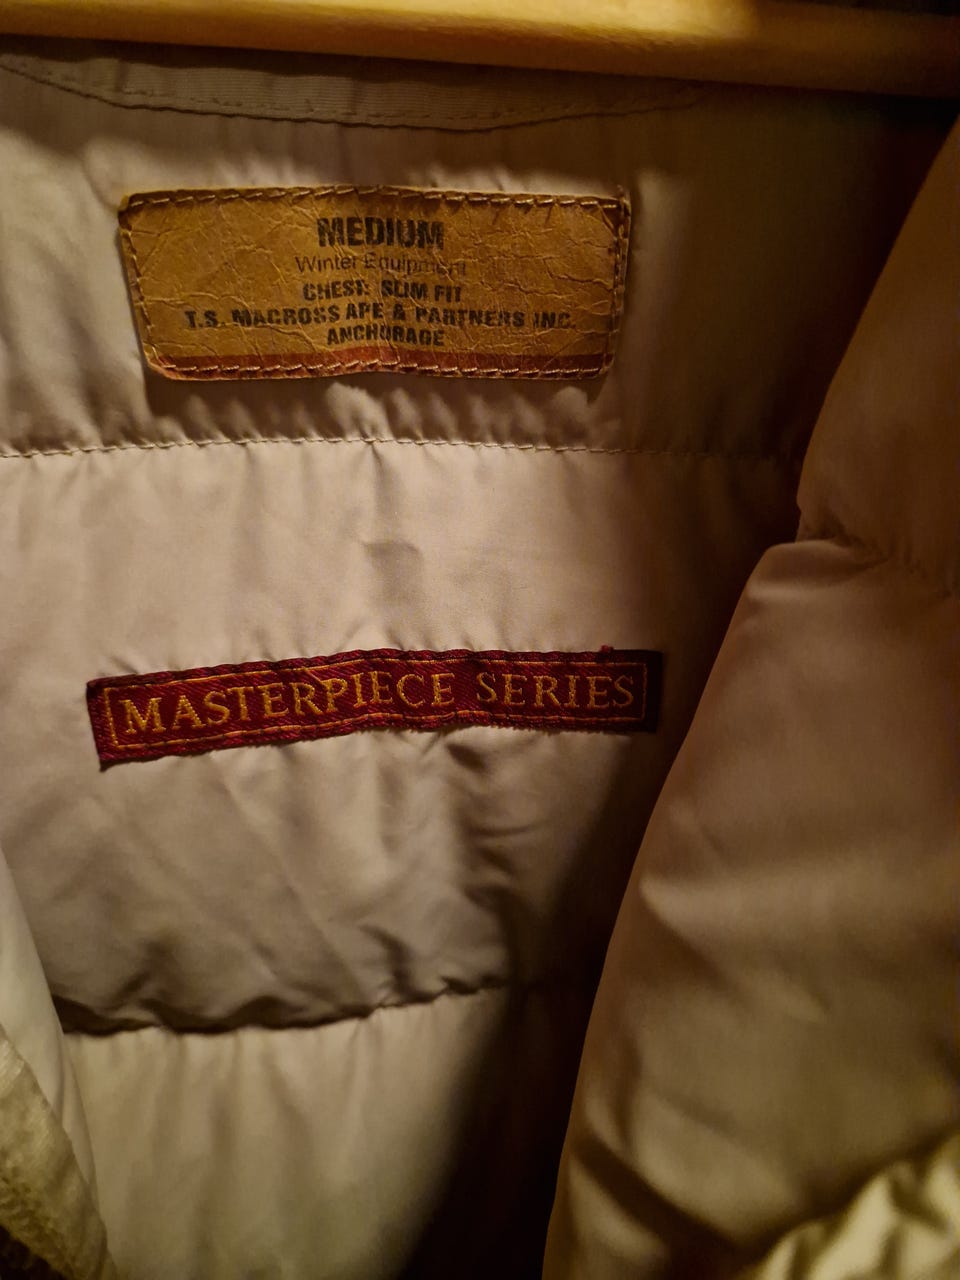 MEDIUM
Winter Equipment
CHEST: SLIM FIT
T.S. MACROSS APE & PARTNERS INC.
ANCHORAGE
MASTERPIECE SERIES